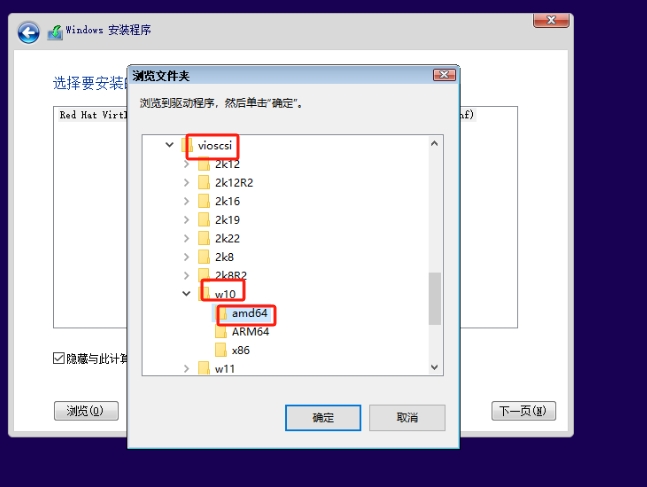 Windows 安装程序
选择要安装的
浏览文件夹
浏览到驱动程序，然后单击“确定”。
Red Hat
nf)
vioscsi
2k12
2k12R2
2k16
2k19
2k22
2k8
2k8R2
w10
amd64
ARM64
x86
w11
隐藏与此计算
浏览(O)
确定
取消
下一页(N)